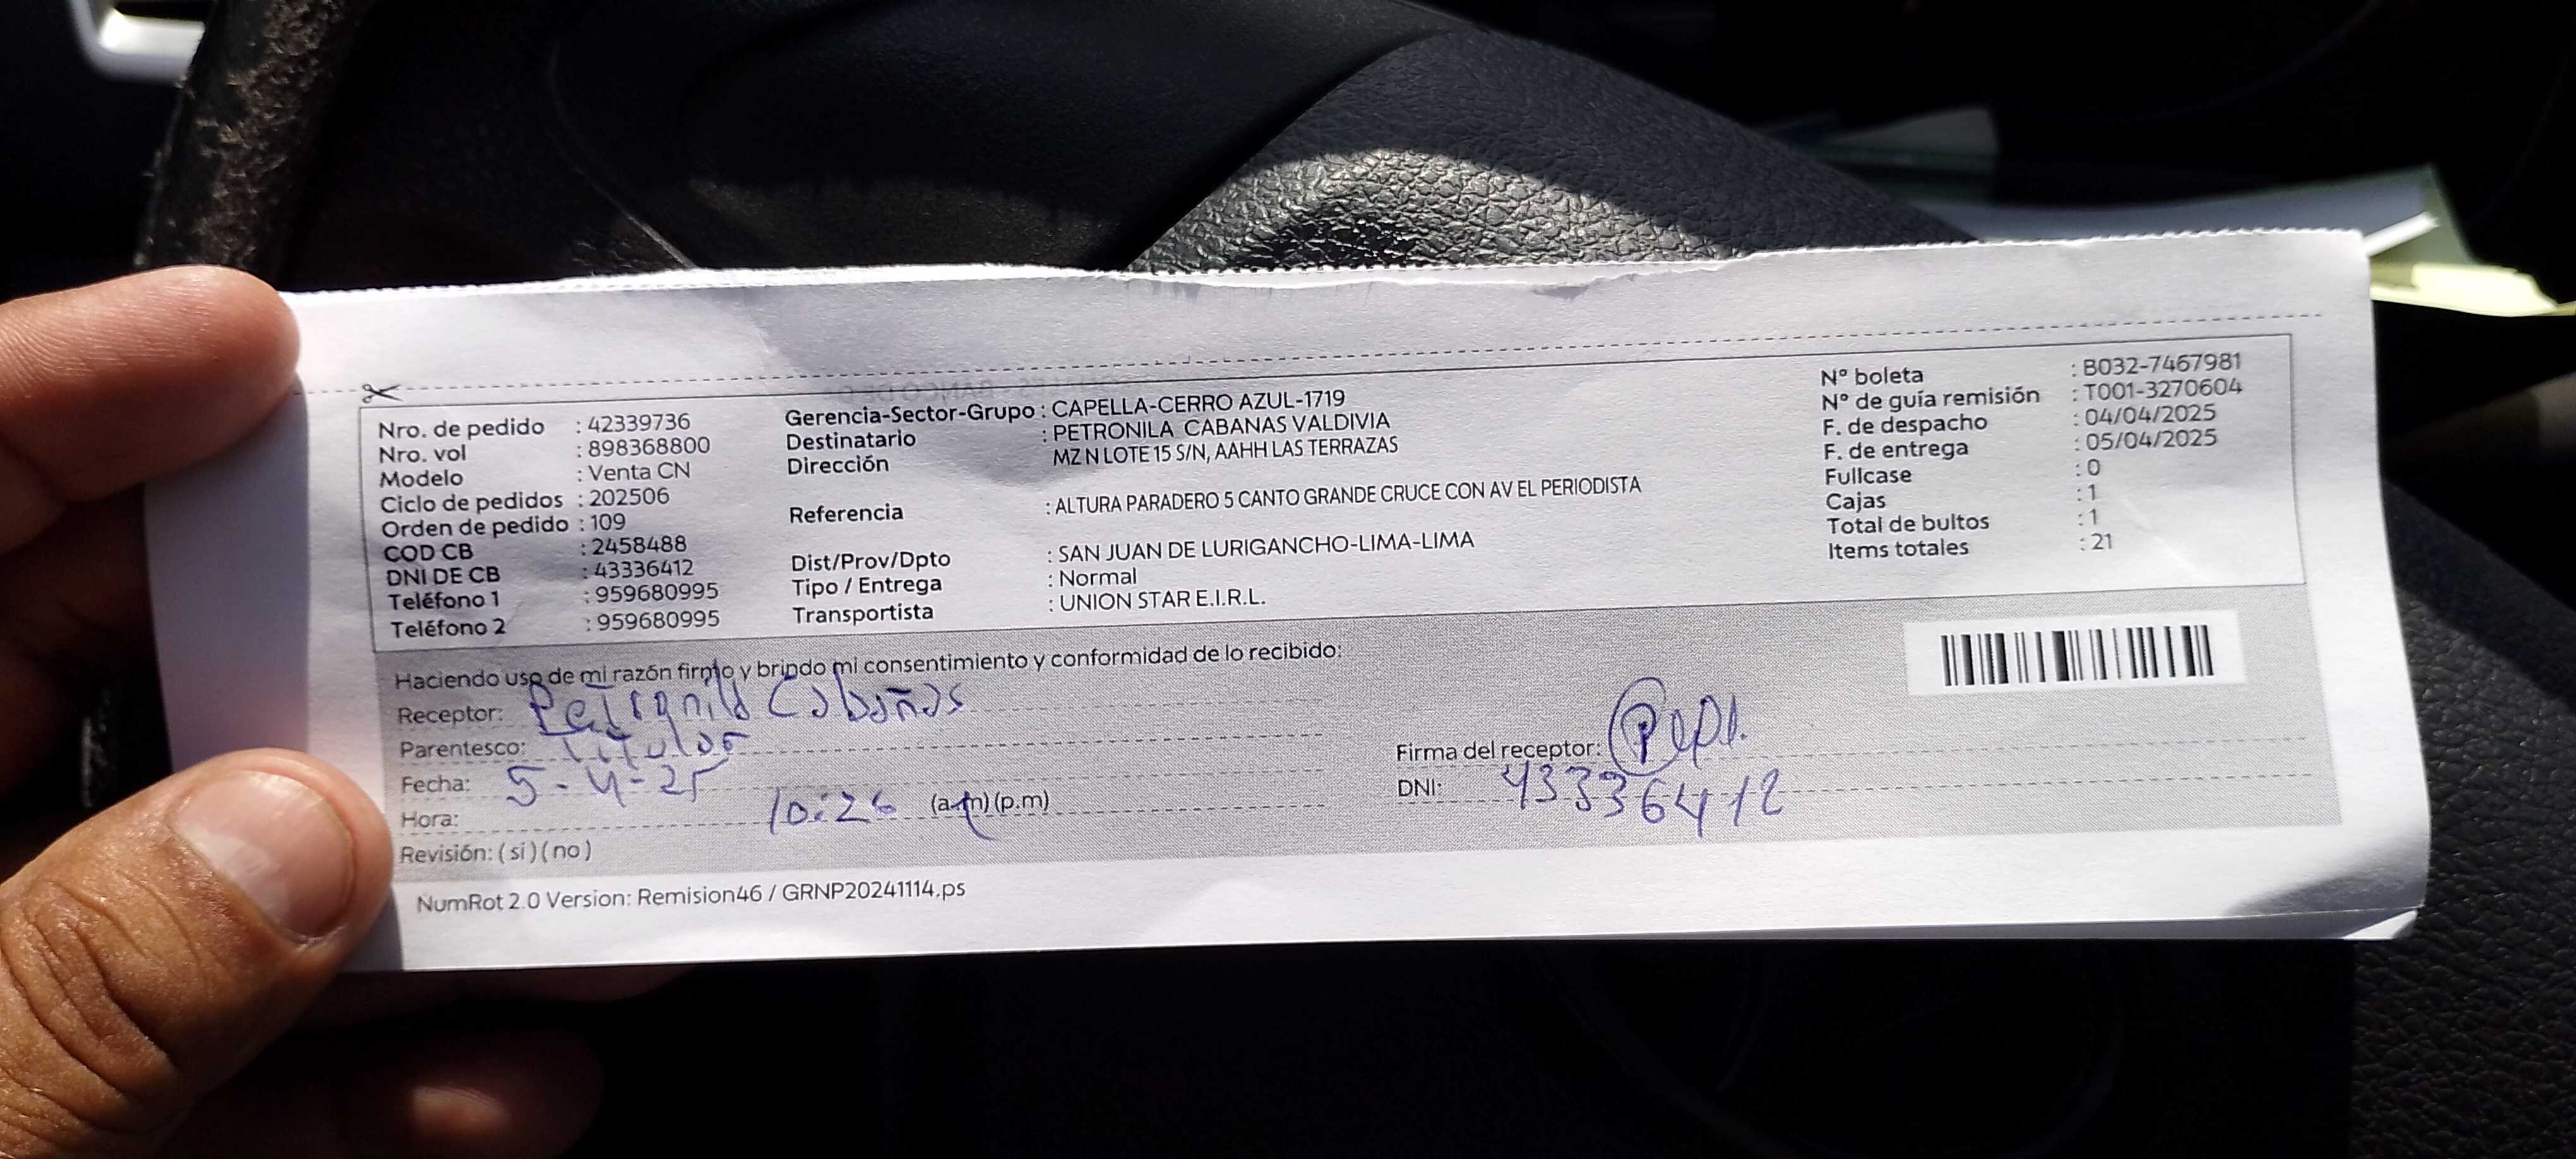 Nro. de pedido : 42339736
Nro. vol : 898368800
Modelo : Venta CN
Ciclo de pedidos : 202506
Orden de pedido : 109
COD CB : 2458488
DNI DE CB : 43336412
Teléfono 1 : 959680995
Teléfono 2 : 959680995
Gerencia-Sector-Grupo : CAPELLA-CERRO AZUL-1719
Destinatario : PETRONILA CABANAS VALDIVIA
Dirección MZ N LOTE 15 S/N, AAHH LAS TERRAZAS
Referencia : ALTURA PARADERO 5 CANTO GRANDE CRUCE CON AV EL PERIODISTA
Dist/Prov/Dpto : SAN JUAN DE LURIGANCHO-LIMA-LIMA
Tipo / Entrega : Normal
Transportista : UNION STAR E.I.R.L.
N° boleta : B032-7467981
N° de guía remisión : T001-3270604
F. de despacho : 04/04/2025
F. de entrega : 05/04/2025
Fullcase : 0
Cajas : 1
Total de bultos : 1
Items totales : 21
Haciendo uso de mi razón firmo y brindo mi consentimiento y conformidad de lo recibido:
Receptor: Petronila Cabañas
Parentesco:
Fecha: 5-4-25
Hora: 10:26 (a.m) (p.m)
Revisión: ( si ) ( no )
Firma del receptor:
DNI: 43336412
NumRot 2.0 Version: Remision46 / GRNP20241114.ps